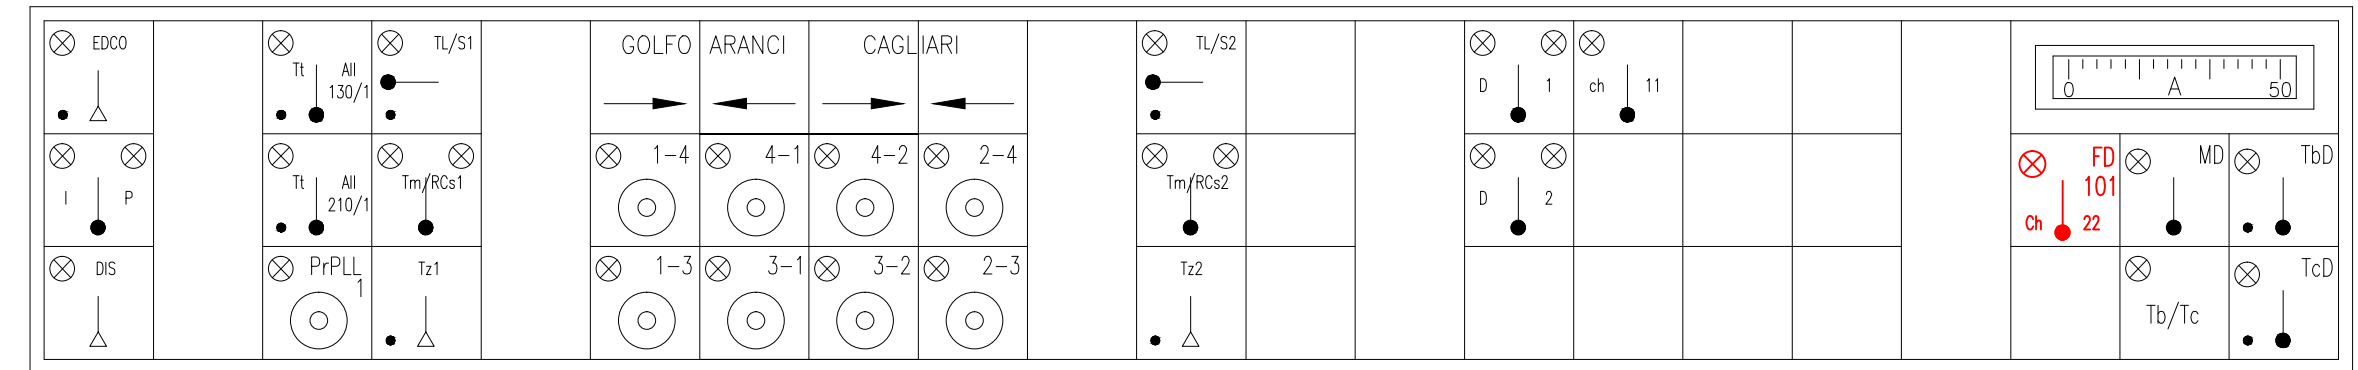 EDCO
Tt
All
130/1
TL/S1
GOLFO ARANCI
CAGLIARI
TL/S2
D 1
ch 11
0 A 50
I P
Tt
All
210/1
Tm/RCs1
1-4
4-1
4-2
2-4
Tm/RCs2
D 2
FD
101
Ch 22
MD
TbD
DIS
PrPLL
1
Tz1
1-3
3-1
3-2
2-3
Tz2
Tb/Tc
TcD